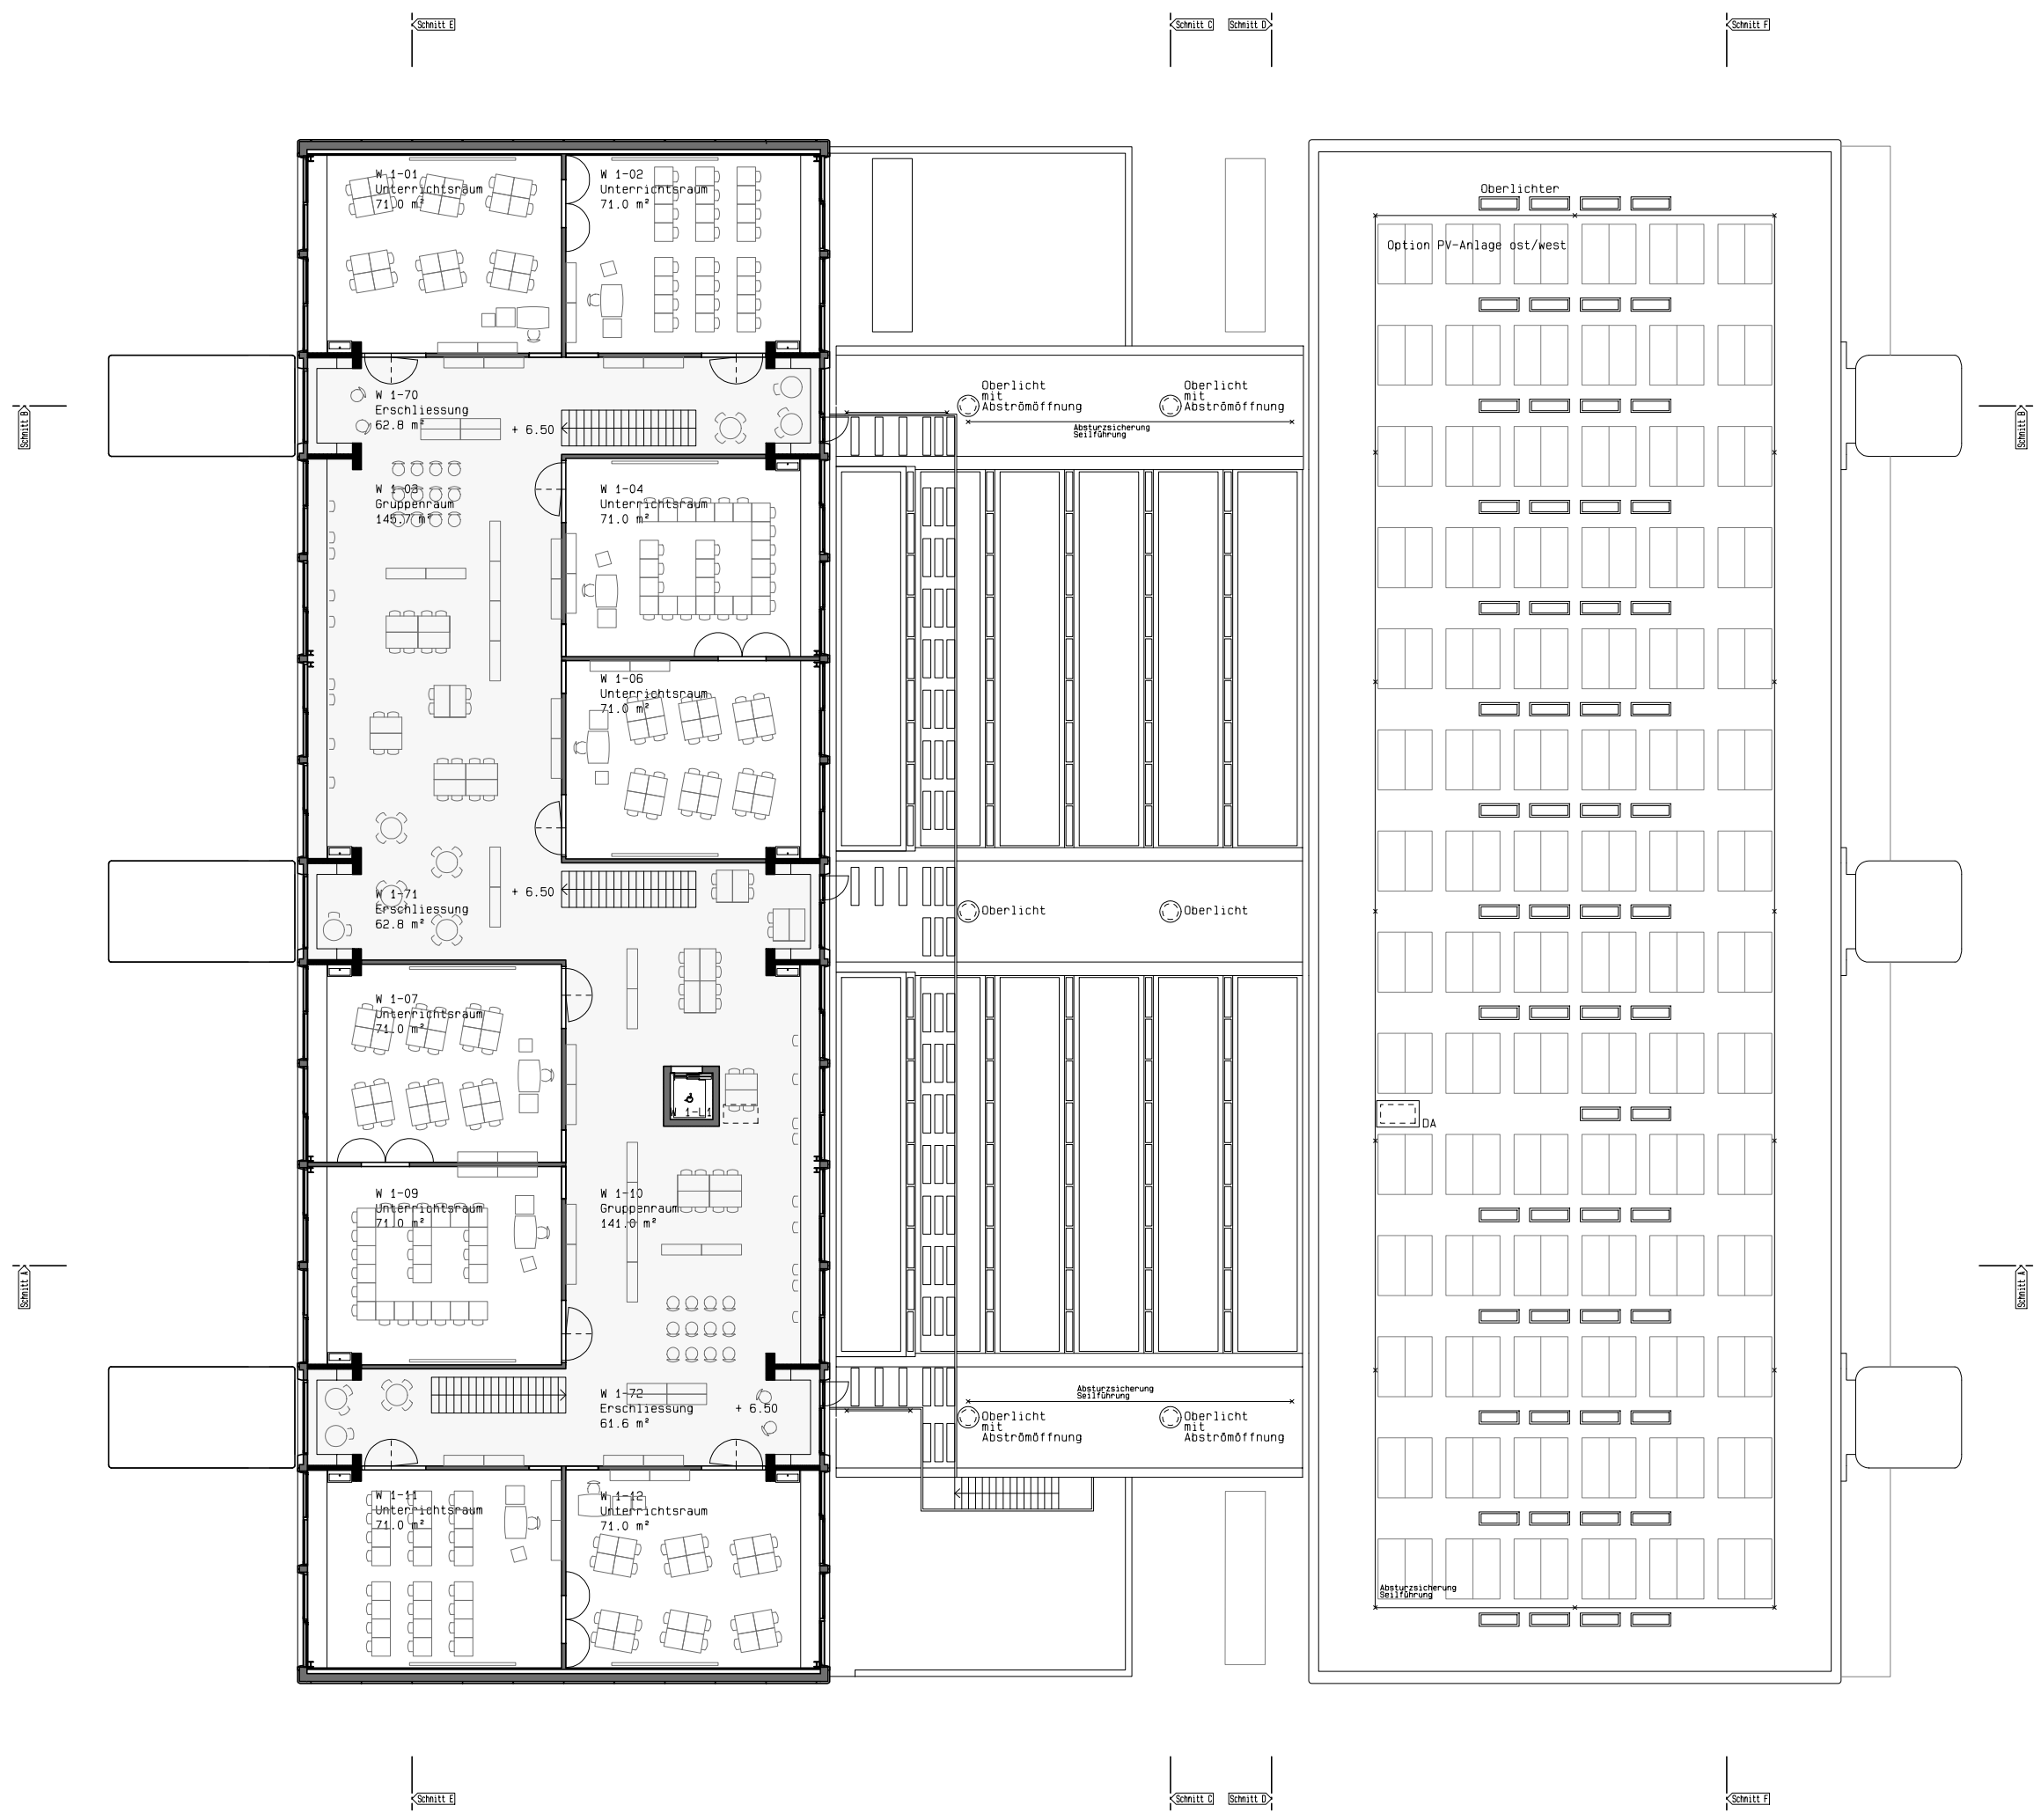 Schnitt E
Schnitt C
Schnitt D
Schnitt F
W 1-01
Unterrichtsraum
71.0 m²
W 1-02
Unterrichtsraum
71.0 m²
Oberlichter
Option PV-Anlage ost/west
Schnitt B
W 1-70
Erschliessung
62.8 m²
+ 6.50
Oberlicht
mit
Abströmöffnung
Oberlicht
mit
Abströmöffnung
Absturzsicherung
Seilführung
Schnitt B
W 1-03
Gruppenraum
145.7 m²
W 1-04
Unterrichtsraum
71.0 m²
W 1-06
Unterrichtsraum
71.0 m²
W 1-71
Erschliessung
62.8 m²
+ 6.50
Oberlicht
Oberlicht
W 1-07
Unterrichtsraum
71.0 m²
W 1-L1
DA
W 1-09
Unterrichtsraum
71.0 m²
W 1-10
Gruppenraum
141.0 m²
Schnitt A
Schnitt A
W 1-72
Erschliessung
61.6 m²
+ 6.50
Absturzsicherung
Seilführung
Oberlicht
mit
Abströmöffnung
Oberlicht
mit
Abströmöffnung
W 1-11
Unterrichtsraum
71.0 m²
W 1-12
Unterrichtsraum
71.0 m²
Absturzsicherung
Seilführung
Schnitt E
Schnitt C
Schnitt D
Schnitt F